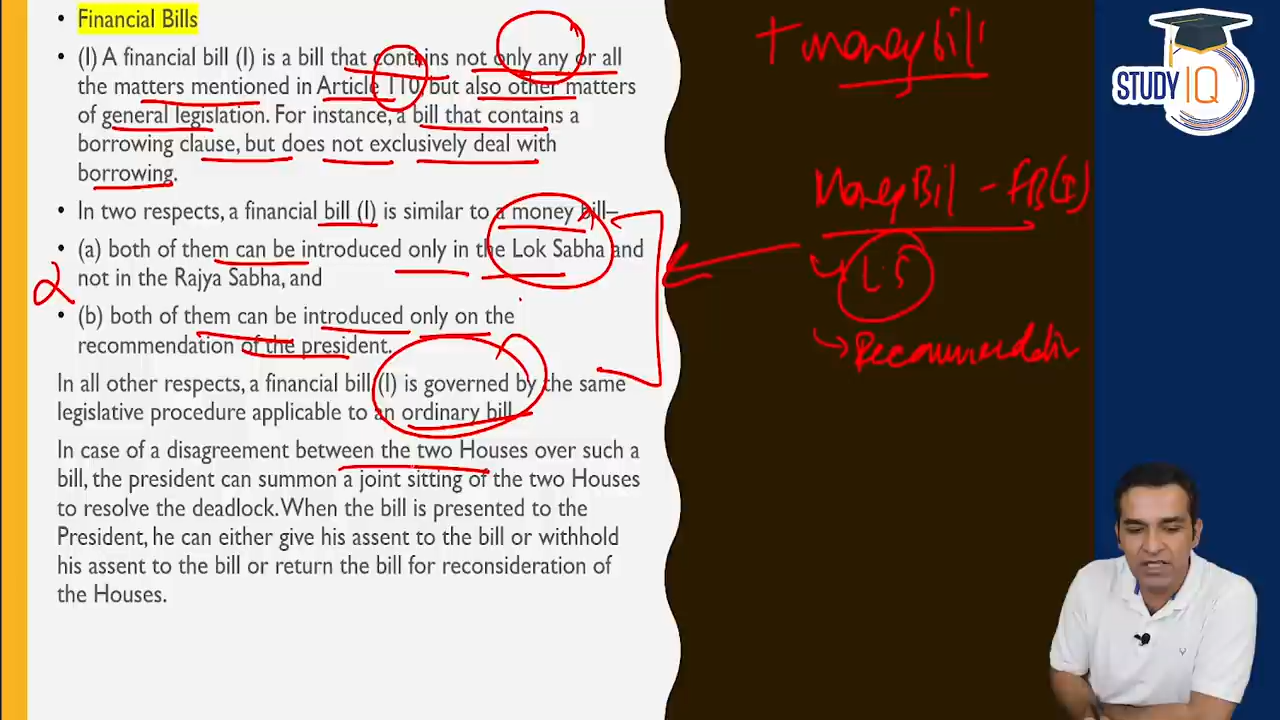 Financial Bills
(I) A financial bill (I) is a bill that contains not only any or all
the matters mentioned in Article 110, but also other matters
of general legislation. For instance, a bill that contains a
borrowing clause, but does not exclusively deal with
borrowing.
In two respects, a financial bill (I) is similar to a money bill–
(a) both of them can be introduced only in the Lok Sabha and
not in the Rajya Sabha, and
(b) both of them can be introduced only on the
recommendation of the president.
In all other respects, a financial bill (I) is governed by the same
legislative procedure applicable to an ordinary bill
In case of a disagreement between the two Houses over such a
bill, the president can summon a joint sitting of the two Houses
to resolve the deadlock. When the bill is presented to the
President, he can either give his assent to the bill or withhold
his assent to the bill or return the bill for reconsideration of
the Houses.
+ money bill
Money Bill - FB(I)
L.S
Recommendation
STUDY IQ